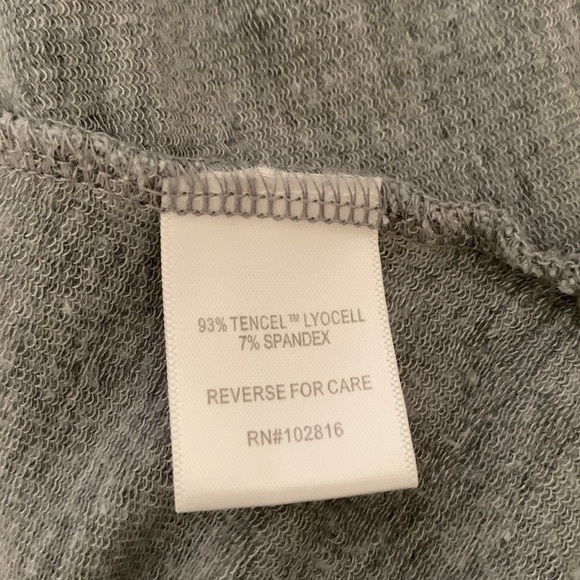 93% TENCEL™ LYOCELL
7% SPANDEX
REVERSE FOR CARE
RN#102816